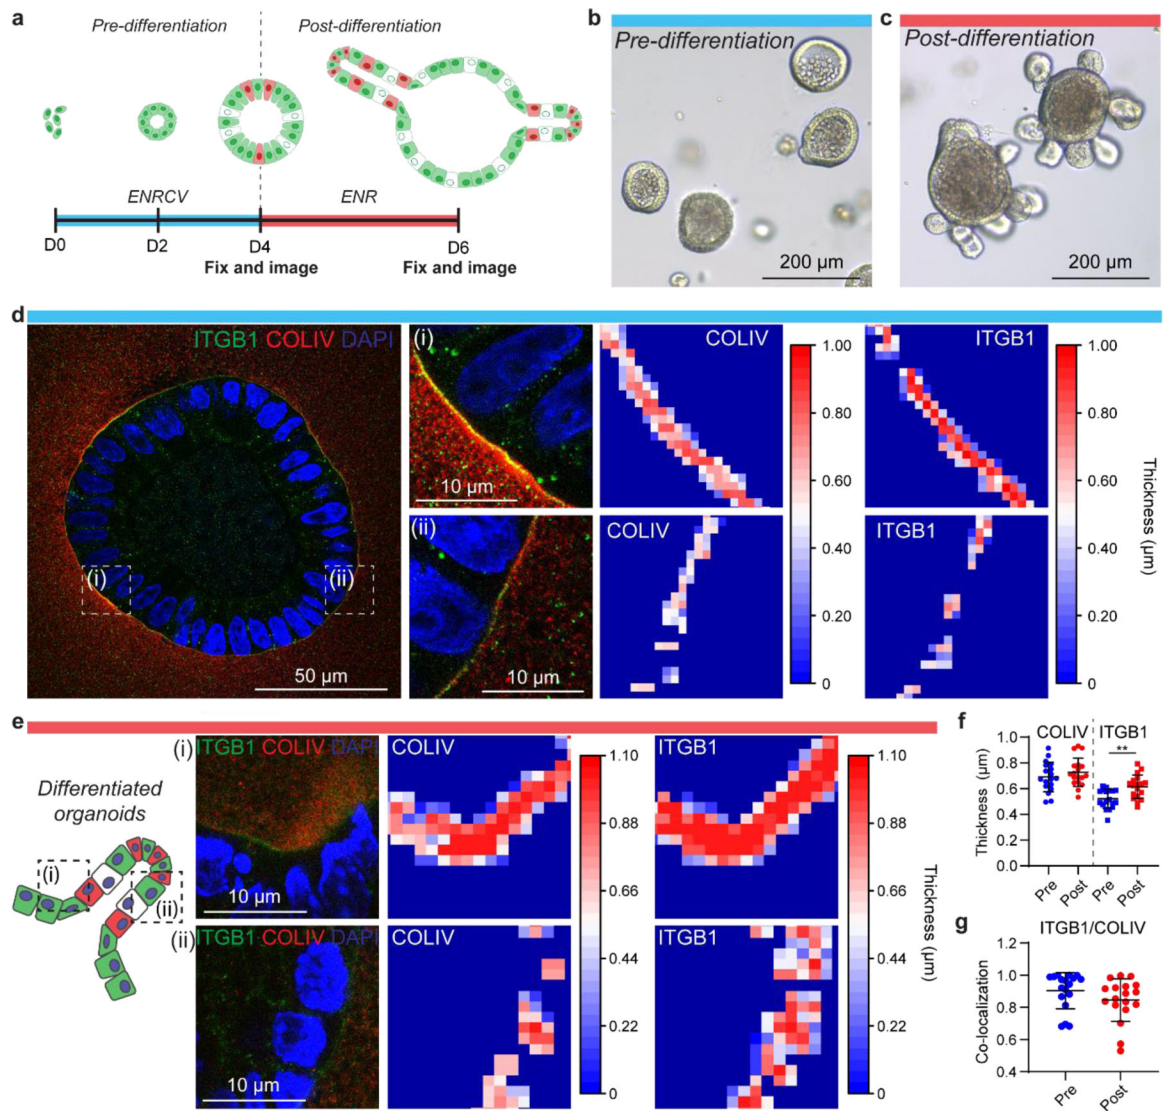 a
Pre-differentiation
Post-differentiation
ENRCV
ENR
D0
D2
D4
D6
Fix and image
Fix and image
b
Pre-differentiation
200 µm
c
Post-differentiation
200 µm
d
ITGB1 COLIV DAPI
(i)
(ii)
50 µm
(i)
10 µm
COLIV
ITGB1
(ii)
10 µm
COLIV
ITGB1
1.00
0.80
0.60
0.40
0.20
0
1.00
0.80
0.60
0.40
0.20
0
Thickness (µm)
e
Differentiated
organoids
(i)
(ii)
(i)
ITGB1 COLIV DAPI
10 µm
COLIV
ITGB1
(ii)
ITGB1 COLIV DAPI
10 µm
COLIV
ITGB1
1.10
0.88
0.66
0.44
0.22
0
1.10
0.88
0.66
0.44
0.22
0
Thickness (µm)
f
COLIV
ITGB1
**
Thickness (µm)
1.0
0.8
0.6
0.4
0.2
0.0
Pre
Post
Pre
Post
g
ITGB1/COLIV
Co-localization
1.2
1.0
0.8
0.6
0.4
Pre
Post